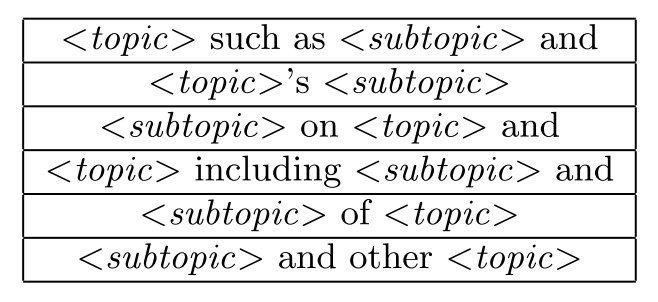 <topic> such as <subtopic> and
<topic>'s <subtopic>
<subtopic> on <topic> and
<topic> including <subtopic> and
<subtopic> of <topic>
<subtopic> and other <topic>